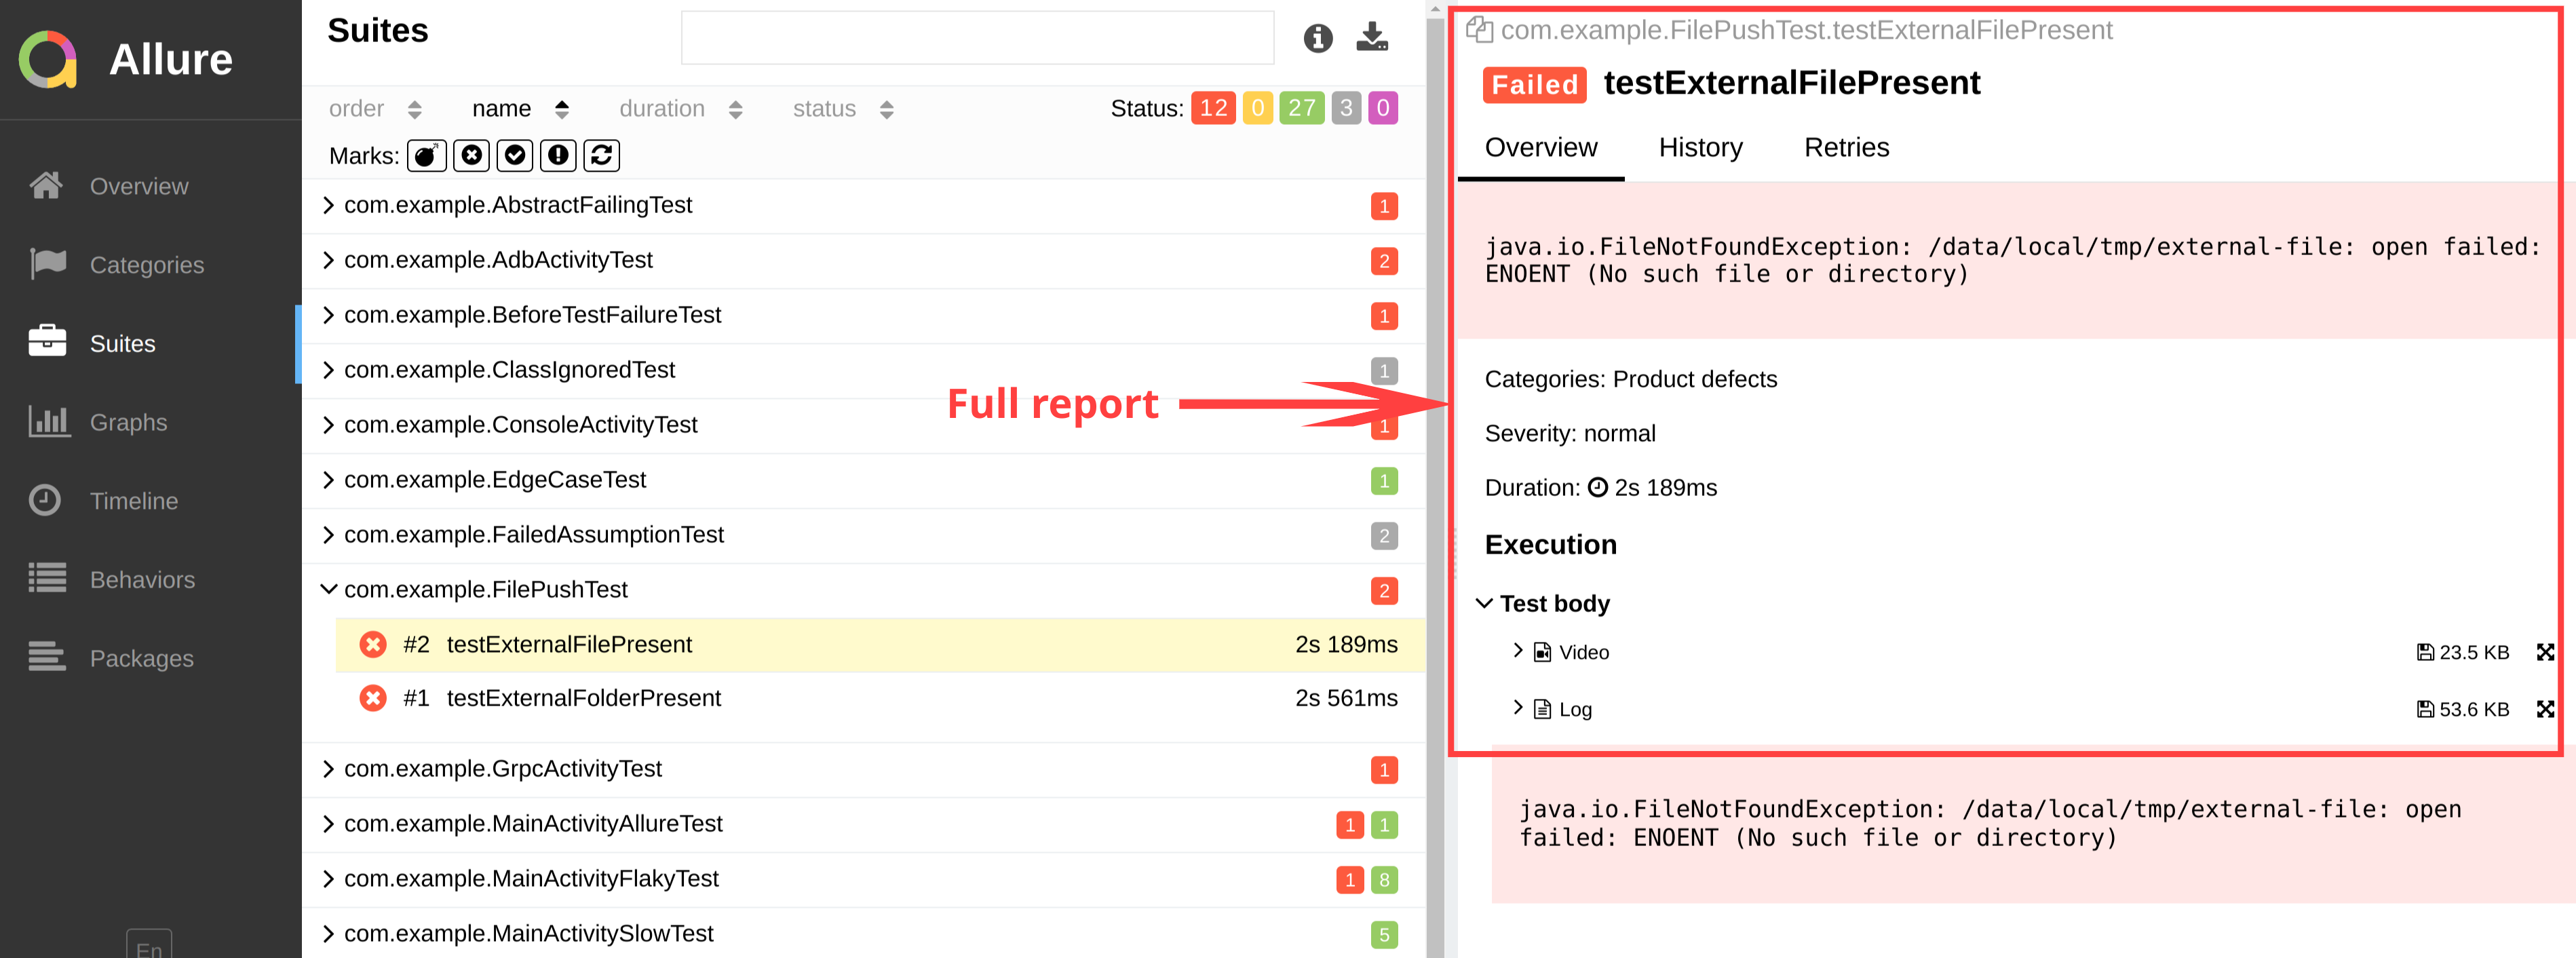 Allure
Overview
Categories
Suites
Graphs
Timeline
Behaviors
Packages
En
Suites
order name duration status Status: 12 0 27 3 0
Marks:
com.example.AbstractFailingTest 1
com.example.AdbActivityTest 2
com.example.BeforeTestFailureTest 1
com.example.ClassIgnoredTest 1
com.example.ConsoleActivityTest 1
com.example.EdgeCaseTest 1
com.example.FailedAssumptionTest 2
com.example.FilePushTest 2
#2 testExternalFilePresent 2s 189ms
#1 testExternalFolderPresent 2s 561ms
com.example.GrpcActivityTest 1
com.example.MainActivityAllureTest 1 1
com.example.MainActivityFlakyTest 1 8
com.example.MainActivitySlowTest 5
Full report
com.example.FilePushTest.testExternalFilePresent
Failed testExternalFilePresent
Overview History Retries
java.io.FileNotFoundException: /data/local/tmp/external-file: open failed:
ENOENT (No such file or directory)
Categories: Product defects
Severity: normal
Duration: 2s 189ms
Execution
Test body
Video 23.5 KB
Log 53.6 KB
java.io.FileNotFoundException: /data/local/tmp/external-file: open
failed: ENOENT (No such file or directory)